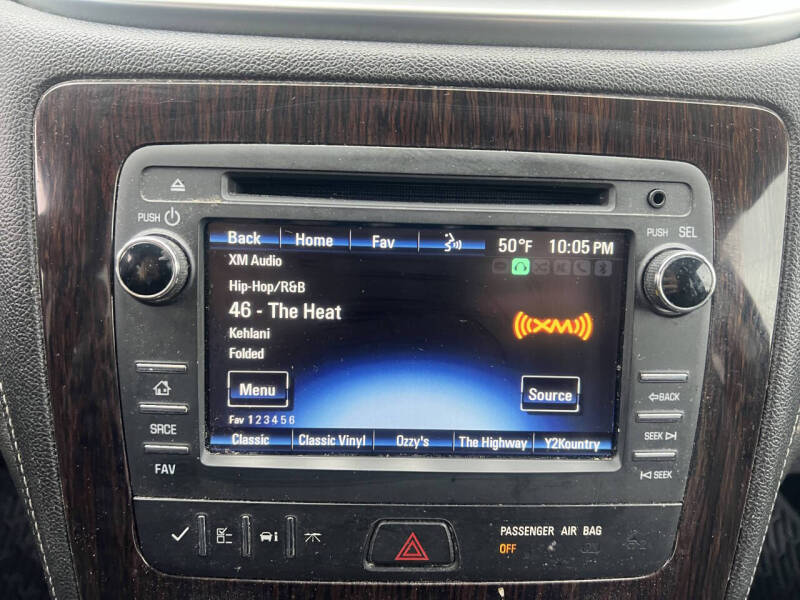 PUSH
PUSH SEL
Back Home Fav 50°F 10:05 PM
XM Audio
Hip-Hop/R&B
46 - The Heat
Kehlani
Folded
XM
Menu
Source
Fav 1 2 3 4 5 6
Classic Classic Vinyl Ozzy's The Highway Y2Kountry
SRCE
FAV
BACK
SEEK
SEEK
PASSENGER AIR BAG
OFF